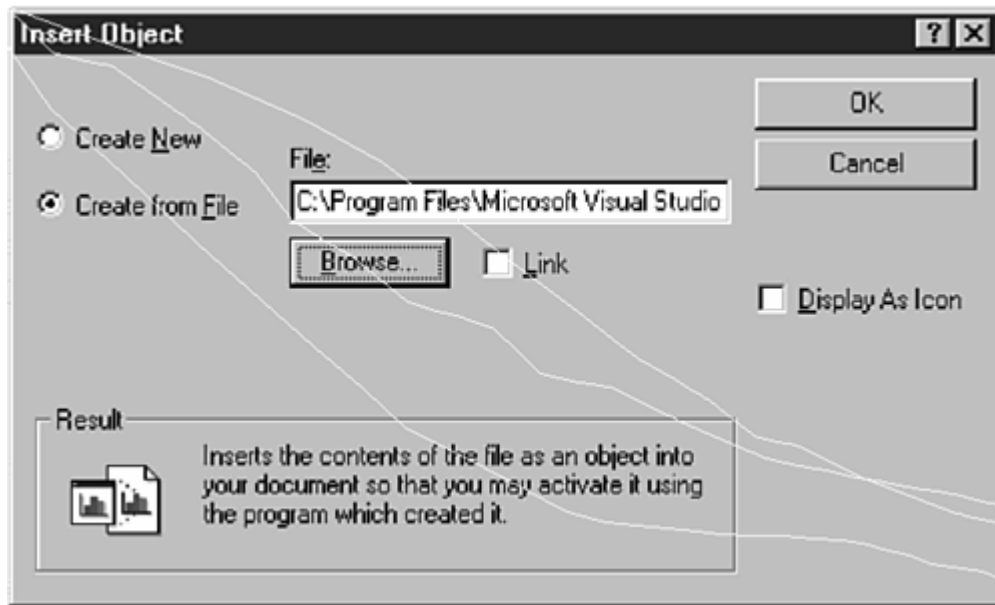 Insert Object
OK
Create New
File:
Cancel
Create from File
C:\Program Files\Microsoft Visual Studio
Browse...
Link
Display As Icon
Result
Inserts the contents of the file as an object into
your document so that you may activate it using
the program which created it.